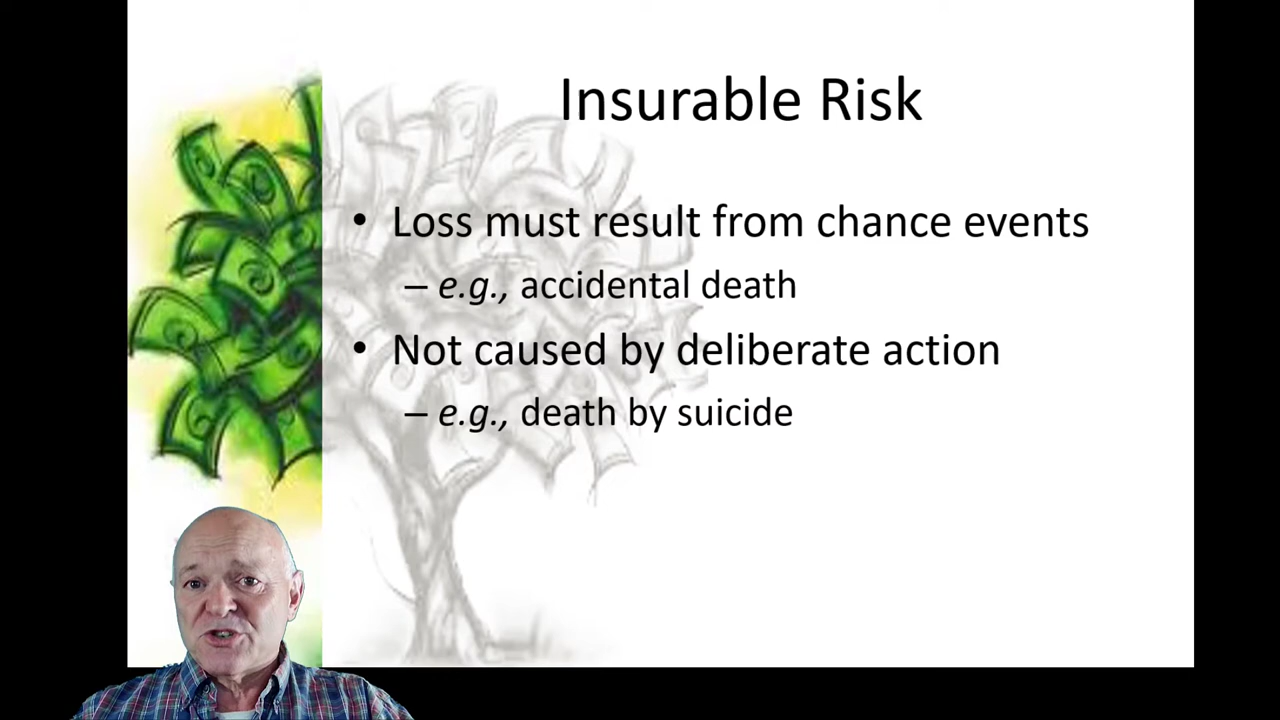 Insurable Risk
• Loss must result from chance events
– e.g., accidental death
• Not caused by deliberate action
– e.g., death by suicide